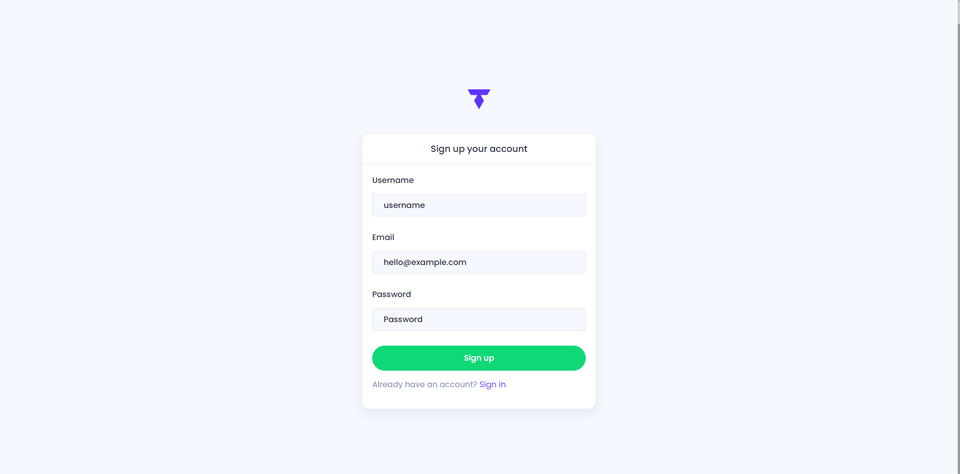 Sign up your account
Username
username
Email
hello@example.com
Password
Password
Sign up
Already have an account? Sign in